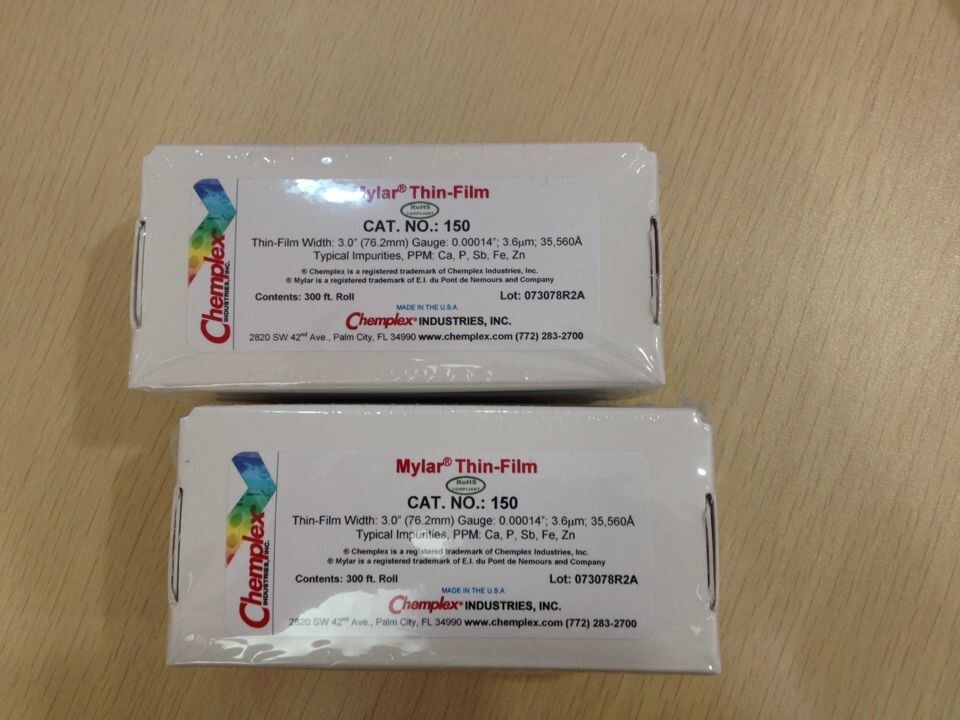 Mylar® Thin-Film
RoHS
COMPLIANT
CAT. NO.: 150
Thin-Film Width: 3.0" (76.2mm) Gauge: 0.00014"; 3.6µm; 35,560Å
Typical Impurities, PPM: Ca, P, Sb, Fe, Zn
® Chemplex is a registered trademark of Chemplex Industries, Inc.
® Mylar is a registered trademark of E.I. du Pont de Nemours and Company
Contents: 300 ft. Roll Lot: 073078R2A
MADE IN THE U.S.A.
Chemplex® INDUSTRIES, INC.
2820 SW 42nd Ave., Palm City, FL 34990 www.chemplex.com (772) 283-2700
Chemplex
INDUSTRIES, INC.
Mylar® Thin-Film
RoHS
COMPLIANT
CAT. NO.: 150
Thin-Film Width: 3.0" (76.2mm) Gauge: 0.00014"; 3.6µm; 35,560Å
Typical Impurities, PPM: Ca, P, Sb, Fe, Zn
® Chemplex is a registered trademark of Chemplex Industries, Inc.
® Mylar is a registered trademark of E.I. du Pont de Nemours and Company
Contents: 300 ft. Roll Lot: 073078R2A
MADE IN THE U.S.A.
Chemplex® INDUSTRIES, INC.
2820 SW 42nd Ave., Palm City, FL 34990 www.chemplex.com (772) 283-2700
Chemplex
INDUSTRIES, INC.